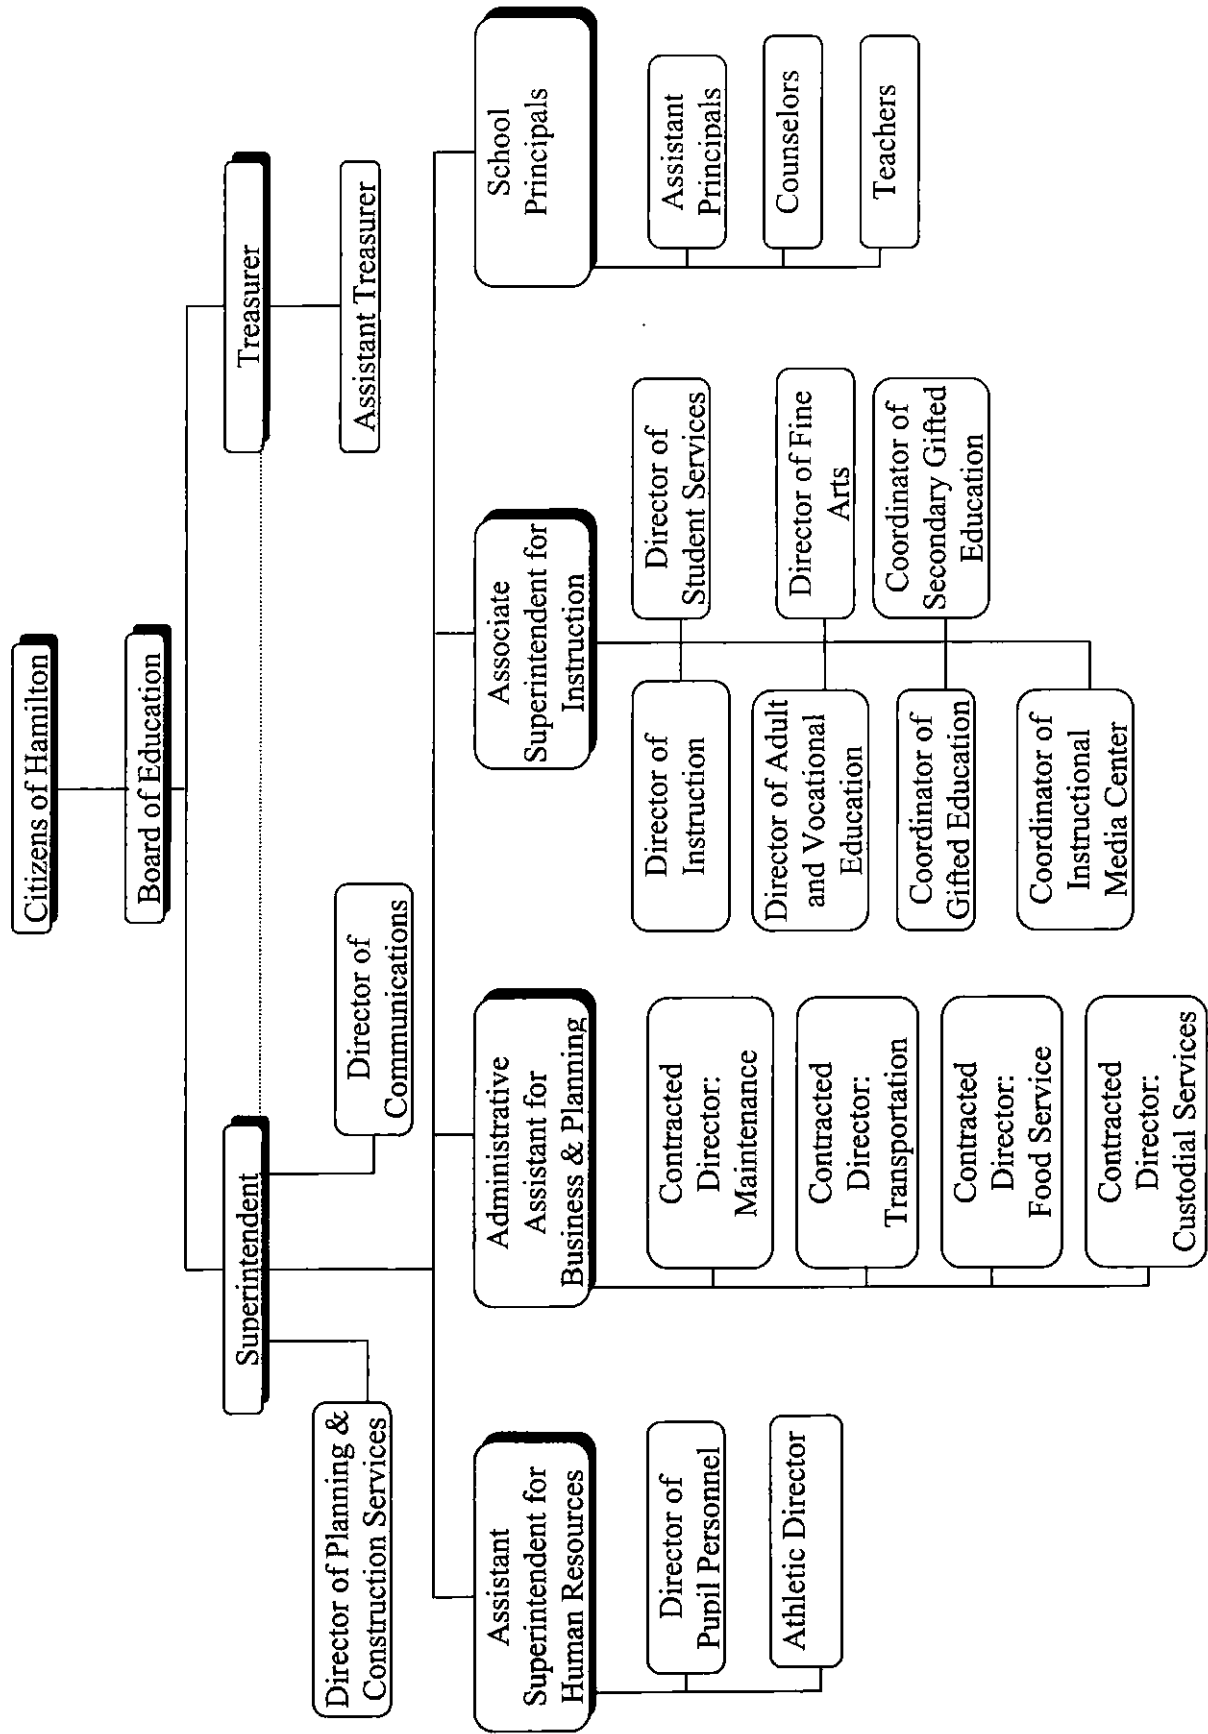 Citizens of Hamilton
Board of Education
Superintendent
Treasurer
Director of Planning &
Construction Services
Director of
Communications
Assistant Treasurer
Assistant
Superintendent for
Human Resources
Administrative
Assistant for
Business & Planning
Associate
Superintendent for
Instruction
School
Principals
Director of
Pupil Personnel
Athletic Director
Contracted
Director:
Maintenance
Contracted
Director:
Transportation
Contracted
Director:
Food Service
Contracted
Director:
Custodial Services
Director of
Instruction
Director of
Student Services
Director of Adult
and Vocational
Education
Director of Fine
Arts
Coordinator of
Gifted Education
Coordinator of
Secondary Gifted
Education
Coordinator of
Instructional
Media Center
Assistant
Principals
Counselors
Teachers